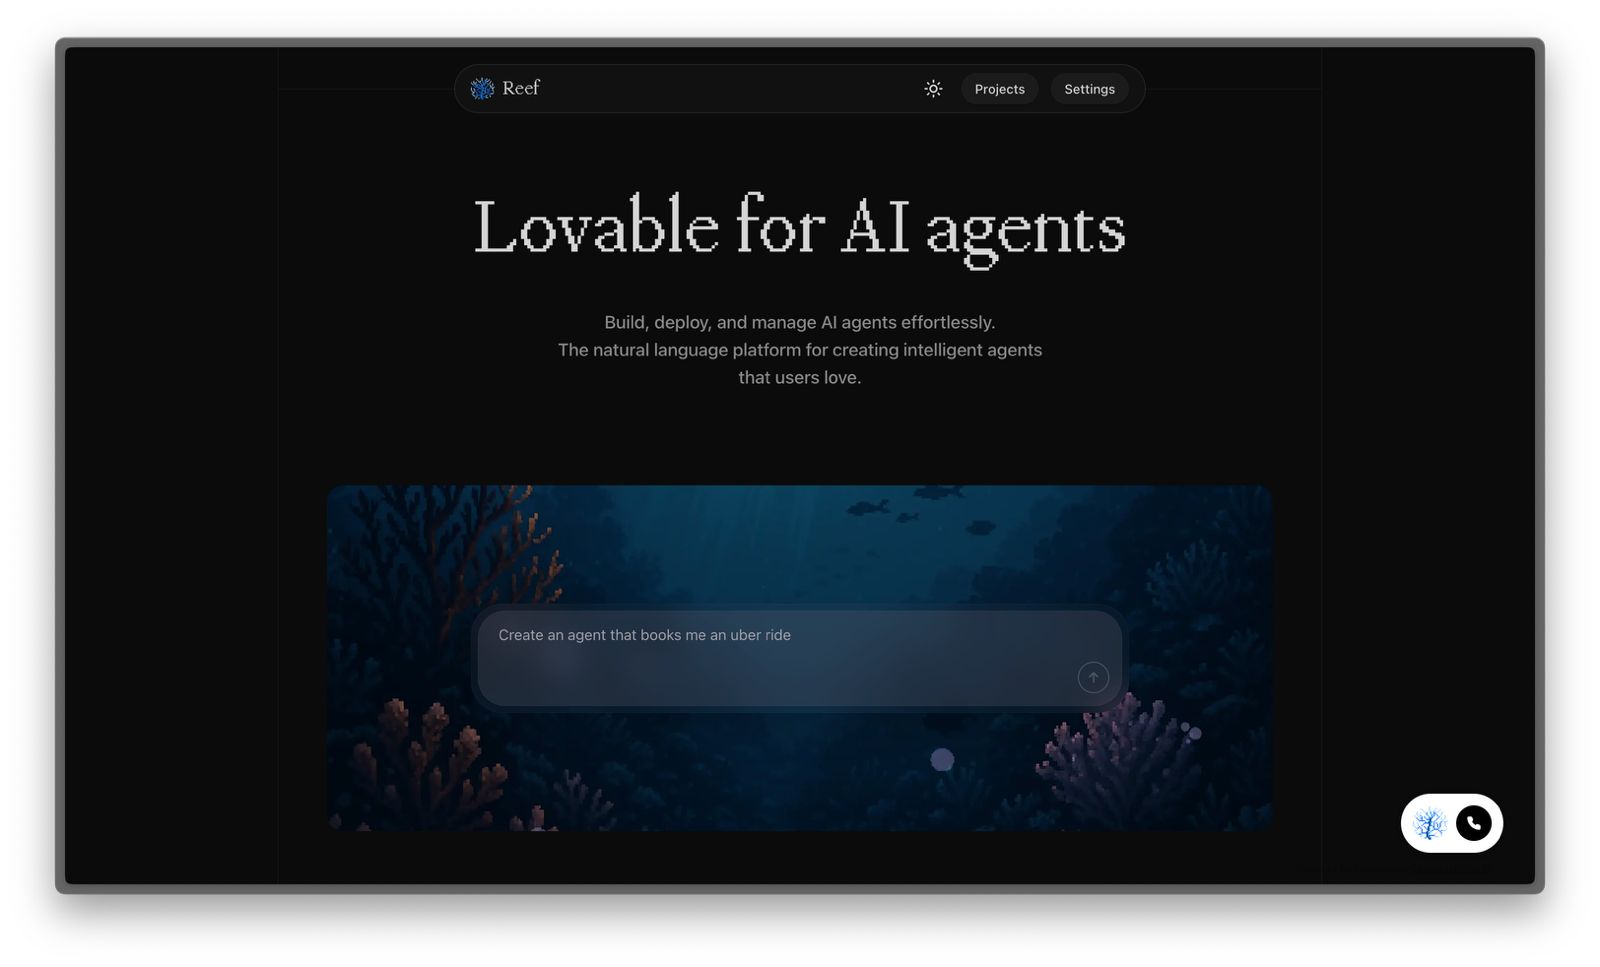 Reef
Projects
Settings
Lovable for AI agents
Build, deploy, and manage AI agents effortlessly.
The natural language platform for creating intelligent agents
that users love.
Create an agent that books me an uber ride